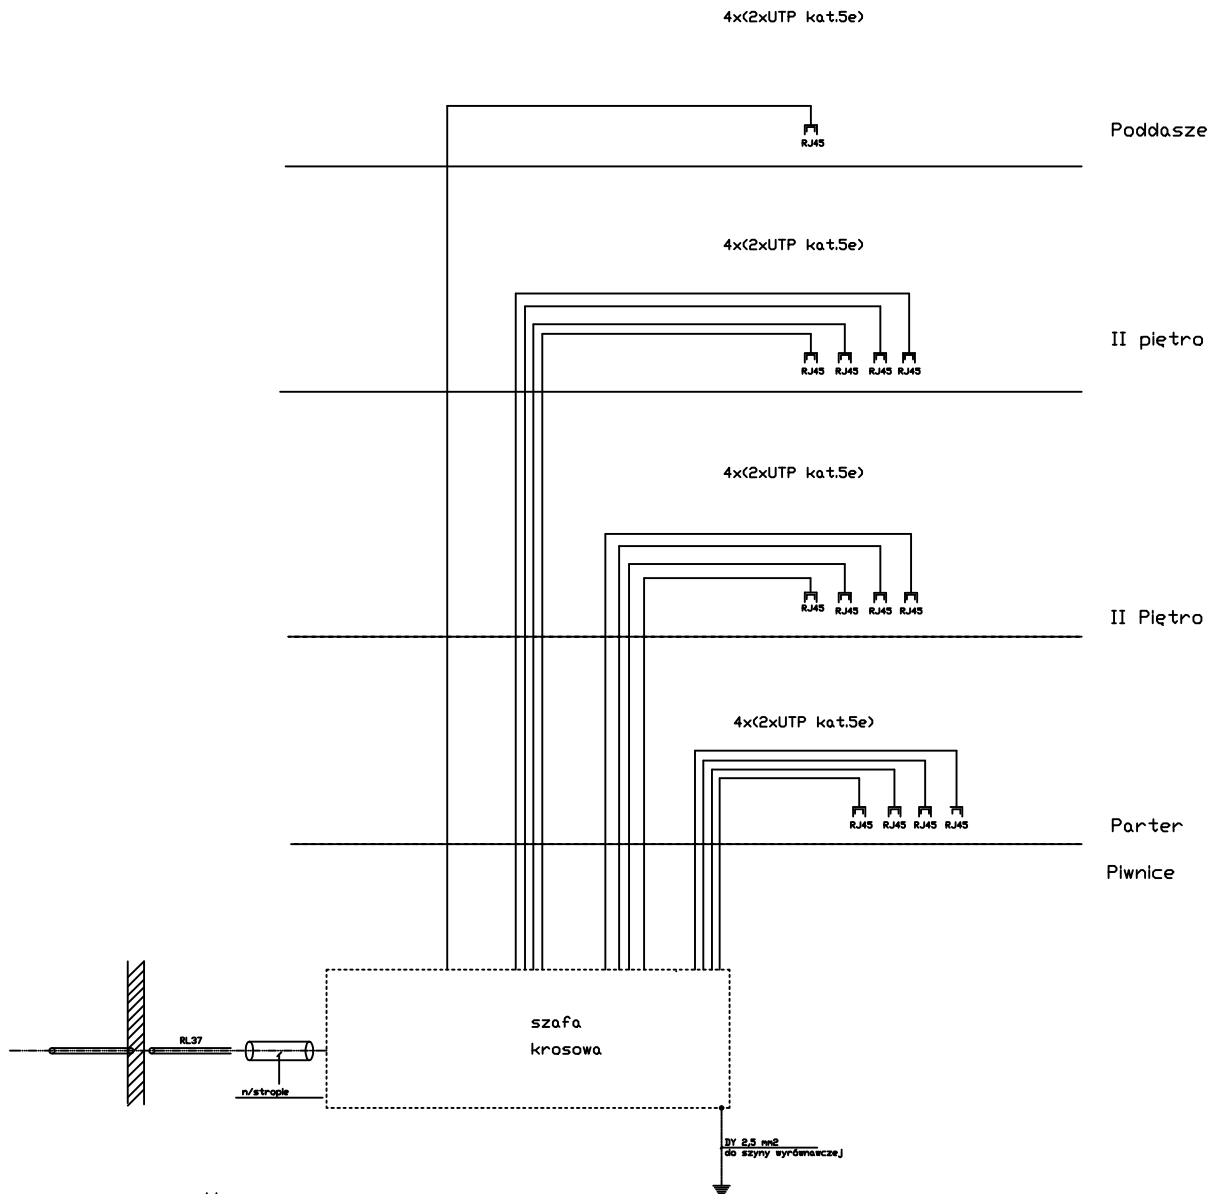 4x(2xUTP kat.5e)
RJ45
Poddasze
4x(2xUTP kat.5e)
II piętro
RJ45 RJ45 RJ45 RJ45
4x(2xUTP kat.5e)
RJ45 RJ45 RJ45 RJ45
II Piętro
4x(2xUTP kat.5e)
RJ45 RJ45 RJ45 RJ45
Parter
Piwnice
szafa
krosowa
RL37
n/stropie
DY 2,5 mm2
do szyny wyrównawczej